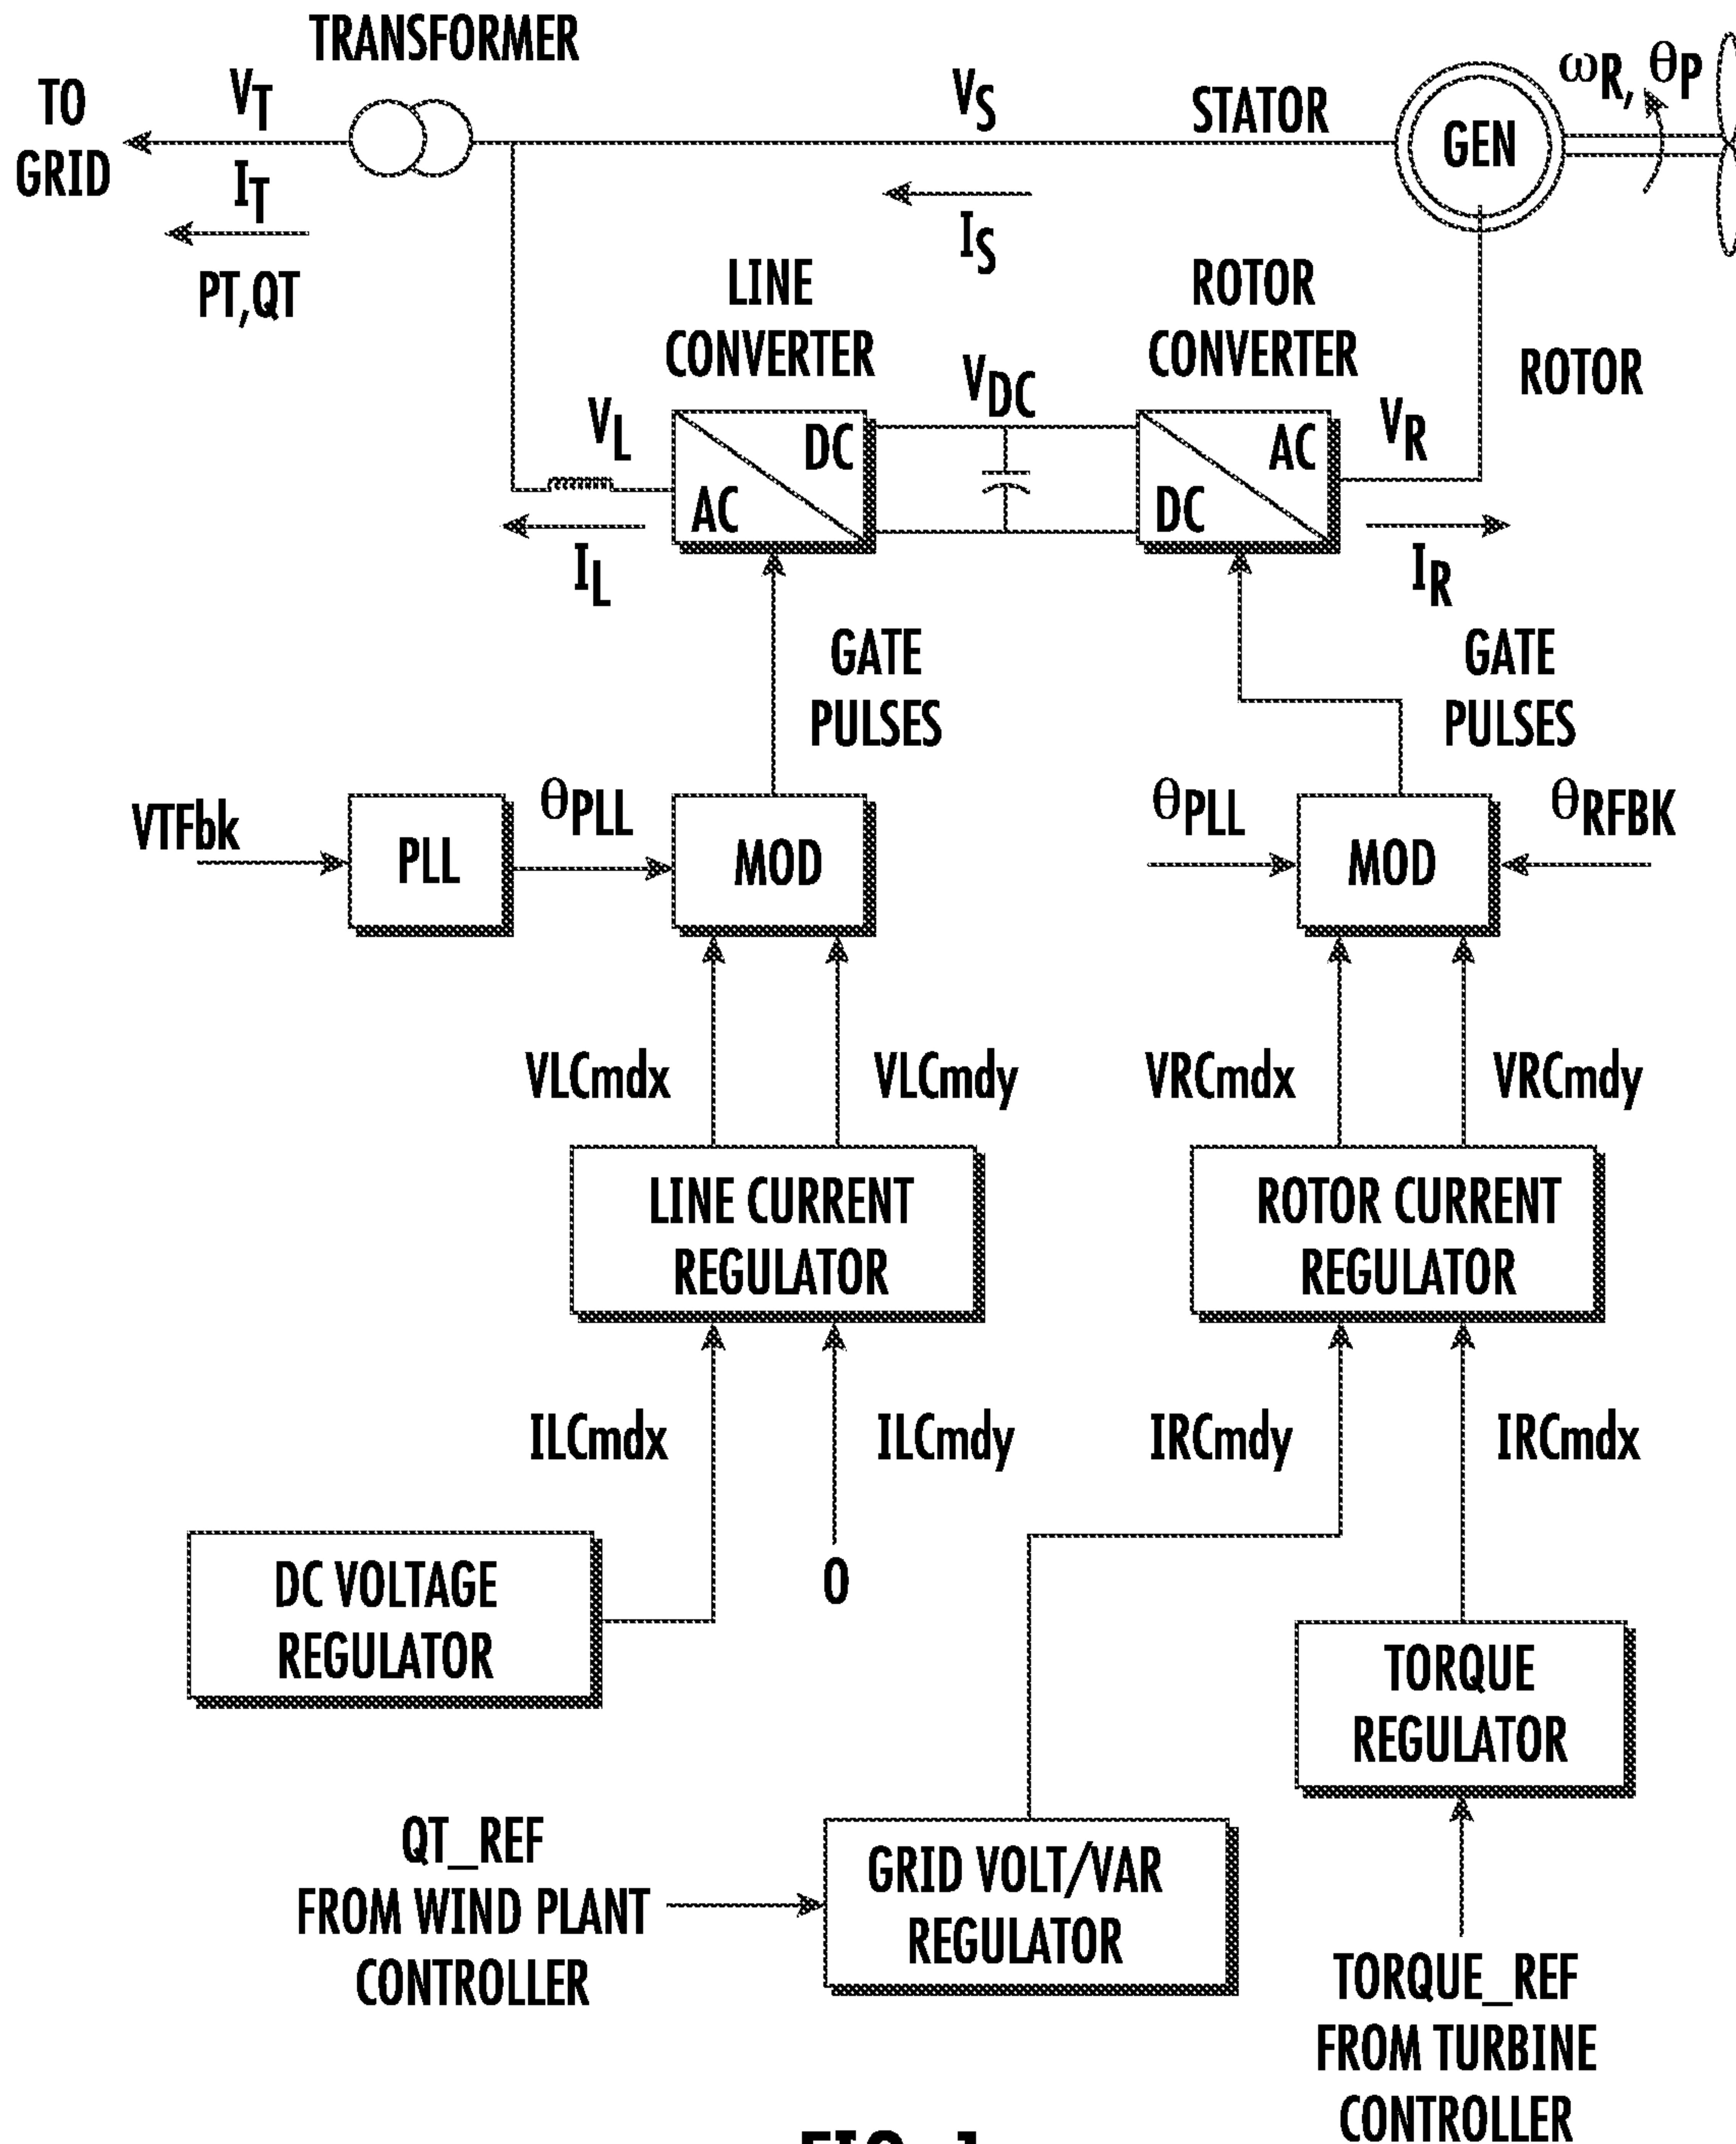 TRANSFORMER
TO
GRID
VT
IT
PT,QT
VS
IS
STATOR
GEN
ωR, θP
LINE
CONVERTER
ROTOR
CONVERTER
ROTOR
VL
IL
DC
AC
VDC
AC
DC
VR
IR
GATE
PULSES
GATE
PULSES
VTFbk
PLL
θPLL
MOD
θPLL
MOD
θRFBK
VLCmdx
VLCmdy
VRCmdx
VRCmdy
LINE CURRENT
REGULATOR
ROTOR CURRENT
REGULATOR
ILCmdx
ILCmdy
IRCmdy
IRCmdx
DC VOLTAGE
REGULATOR
0
TORQUE
REGULATOR
QT_REF
FROM WIND PLANT
CONTROLLER
GRID VOLT/VAR
REGULATOR
TORQUE_REF
FROM TURBINE
CONTROLLER